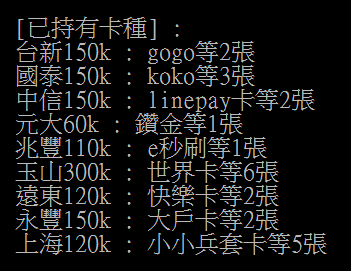 [已持有卡種] :
台新150k : gogo等2張
國泰150k : koko等3張
中信150k : linepay卡等2張
元大60k : 鑽金等1張
兆豐110k : e秒刷等1張
玉山300k : 世界卡等6張
遠東120k : 快樂卡等2張
永豐150k : 大戶卡等2張
上海120k : 小小兵套卡等5張